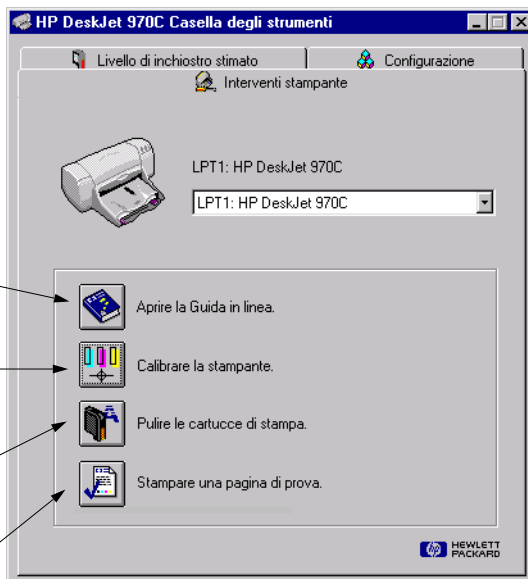 HP DeskJet 970C Casella degli strumenti
Livello di inchiostro stimato
Configurazione
Interventi stampante
LPT1: HP DeskJet 970C
LPT1: HP DeskJet 970C
Aprire la Guida in linea.
Calibrare la stampante.
Pulire le cartucce di stampa.
Stampare una pagina di prova.
hp HEWLETT
PACKARD